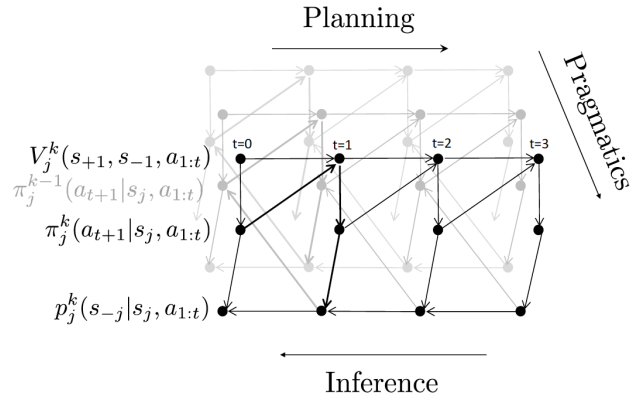 Planning
Pragmatics
t=0 t=1 t=2 t=3
V_j^k(s_{+1}, s_{-1}, a_{1:t})
π_j^{k-1}(a_{t+1}|s_j, a_{1:t})
π_j^k(a_{t+1}|s_j, a_{1:t})
p_j^k(s_{-j}|s_j, a_{1:t})
Inference